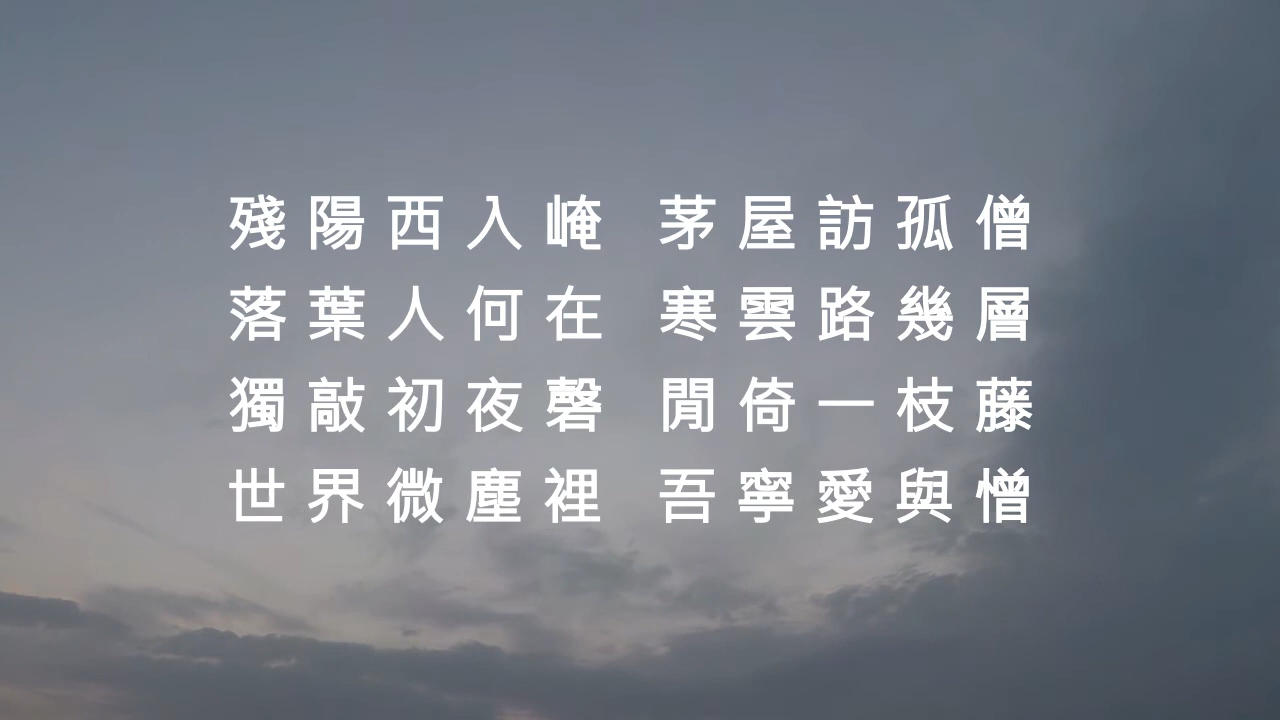 殘陽西入崦 茅屋訪孤僧
落葉人何在 寒雲路幾層
獨敲初夜磬 閒倚一枝藤
世界微塵裡 吾寧愛與憎